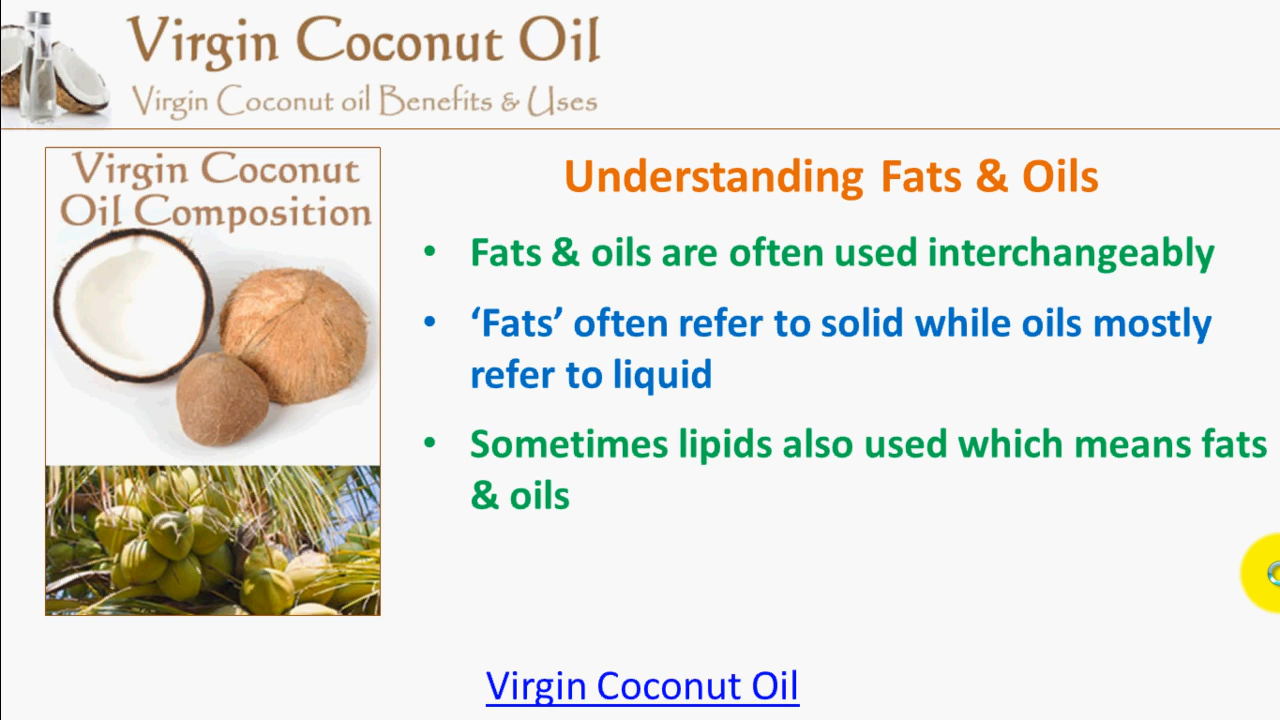 Virgin Coconut Oil
Virgin Coconut oil Benefits & Uses
Virgin Coconut
Oil Composition
Understanding Fats & Oils
• Fats & oils are often used interchangeably
• ‘Fats’ often refer to solid while oils mostly
refer to liquid
• Sometimes lipids also used which means fats
& oils
Virgin Coconut Oil